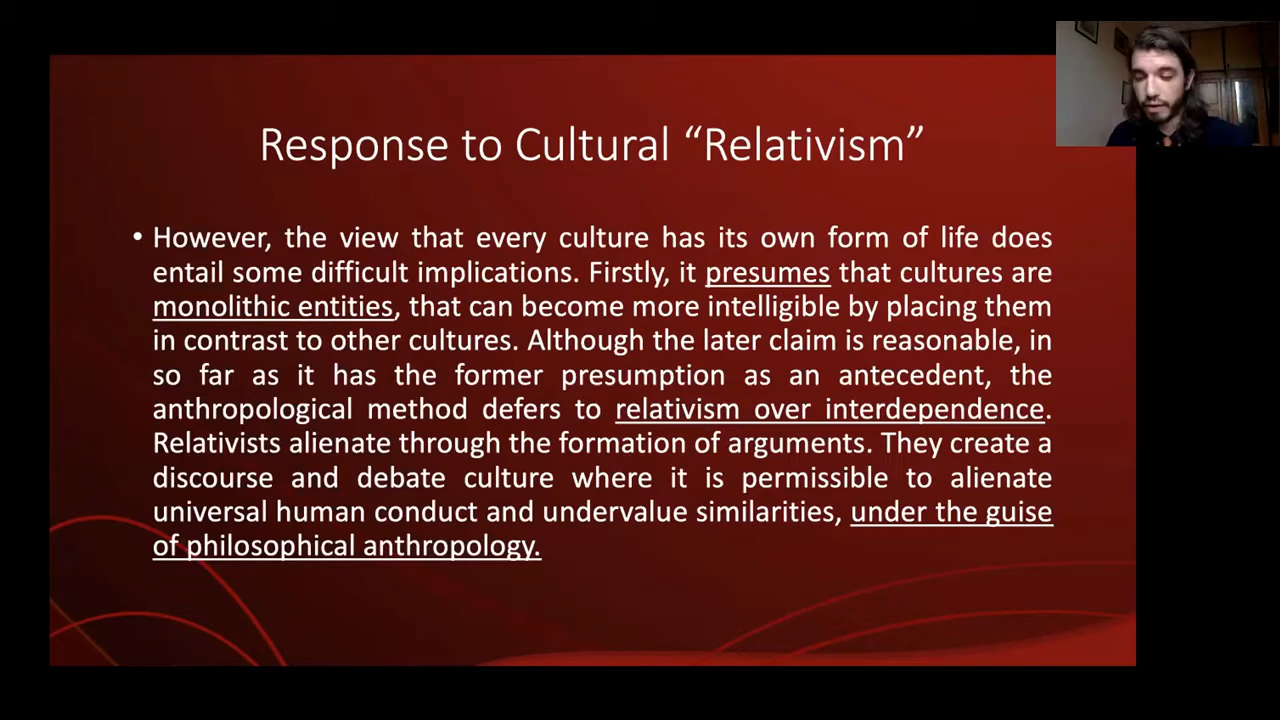 Response to Cultural “Relativism”
• However, the view that every culture has its own form of life does
entail some difficult implications. Firstly, it presumes that cultures are
monolithic entities, that can become more intelligible by placing them
in contrast to other cultures. Although the later claim is reasonable, in
so far as it has the former presumption as an antecedent, the
anthropological method defers to relativism over interdependence.
Relativists alienate through the formation of arguments. They create a
discourse and debate culture where it is permissible to alienate
universal human conduct and undervalue similarities, under the guise
of philosophical anthropology.